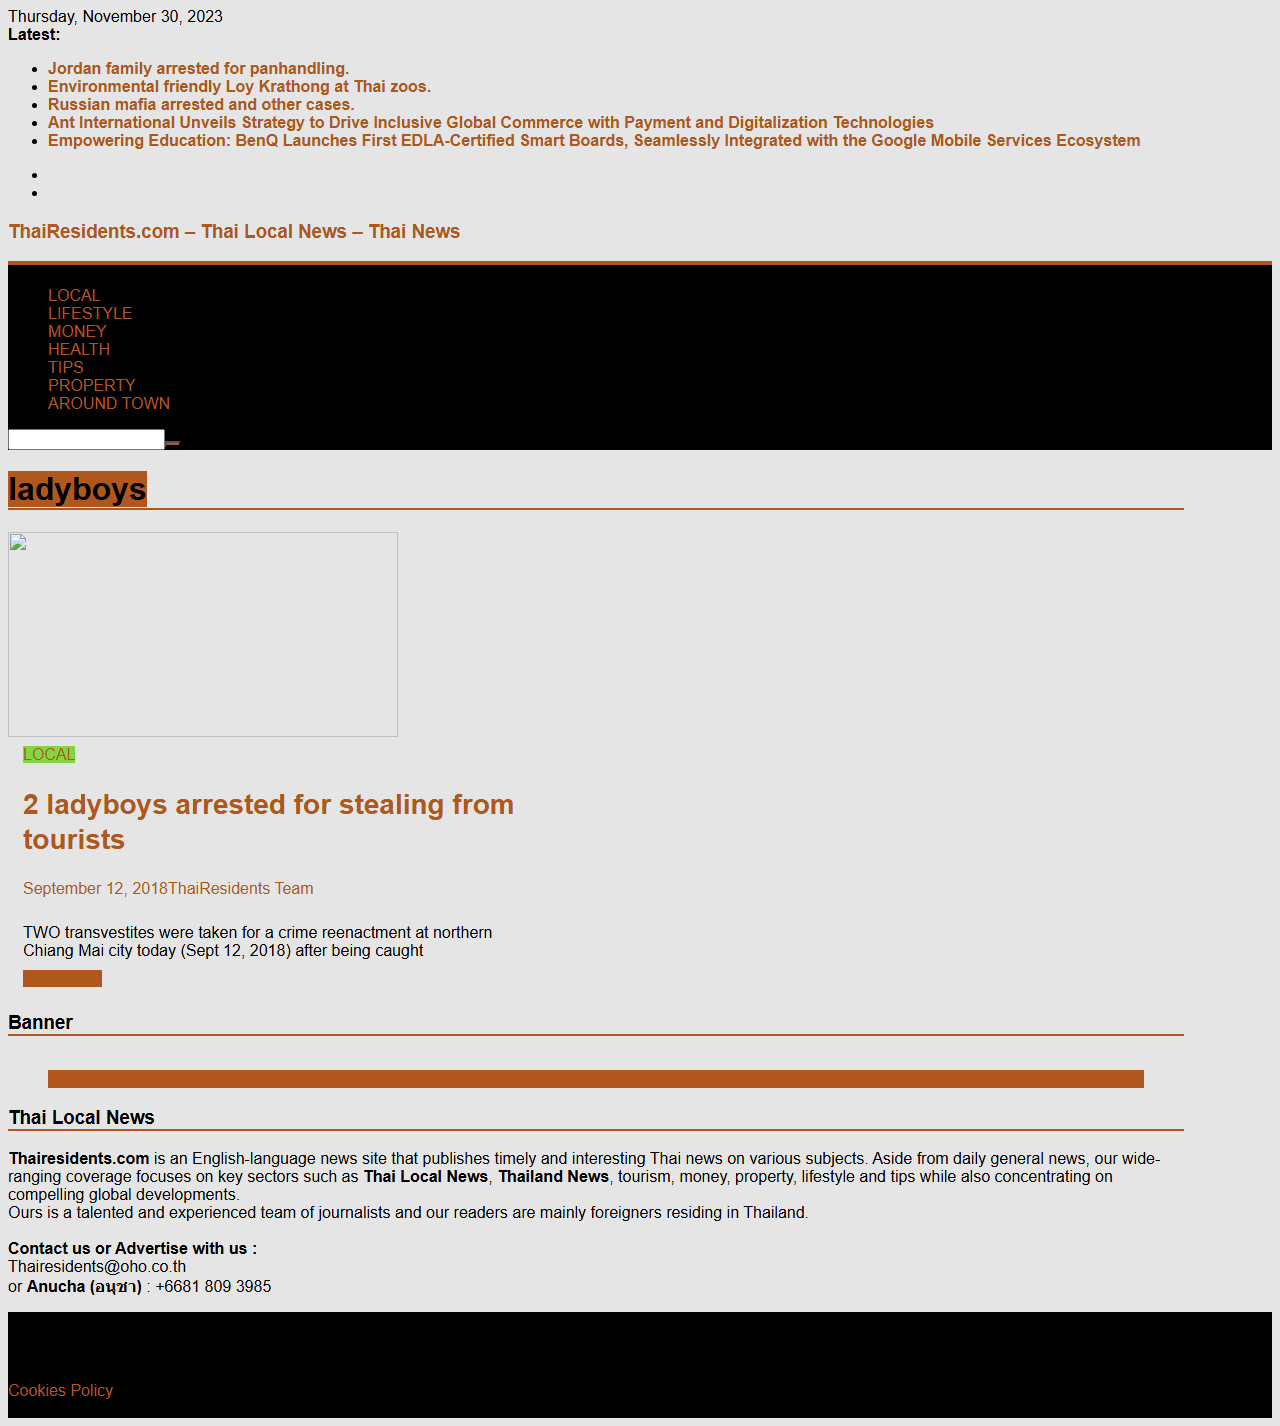 Thursday, November 30, 2023
Latest:
Jordan family arrested for panhandling.
Environmental friendly Loy Krathong at Thai zoos.
Russian mafia arrested and other cases.
Ant International Unveils Strategy to Drive Inclusive Global Commerce with Payment and Digitalization Technologies
Empowering Education: BenQ Launches First EDLA-Certified Smart Boards, Seamlessly Integrated with the Google Mobile Services Ecosystem
ThaiResidents.com – Thai Local News – Thai News
LOCAL
LIFESTYLE
MONEY
HEALTH
TIPS
PROPERTY
AROUND TOWN
ladyboys
LOCAL
2 ladyboys arrested for stealing from
tourists
September 12, 2018ThaiResidents Team
TWO transvestites were taken for a crime reenactment at northern
Chiang Mai city today (Sept 12, 2018) after being caught
Banner
Thai Local News
Thairesidents.com is an English-language news site that publishes timely and interesting Thai news on various subjects. Aside from daily general news, our wide-
ranging coverage focuses on key sectors such as Thai Local News, Thailand News, tourism, money, property, lifestyle and tips while also concentrating on
compelling global developments.
Ours is a talented and experienced team of journalists and our readers are mainly foreigners residing in Thailand.
Contact us or Advertise with us :
Thairesidents@oho.co.th
or Anucha (อนุชา) : +6681 809 3985
Cookies Policy